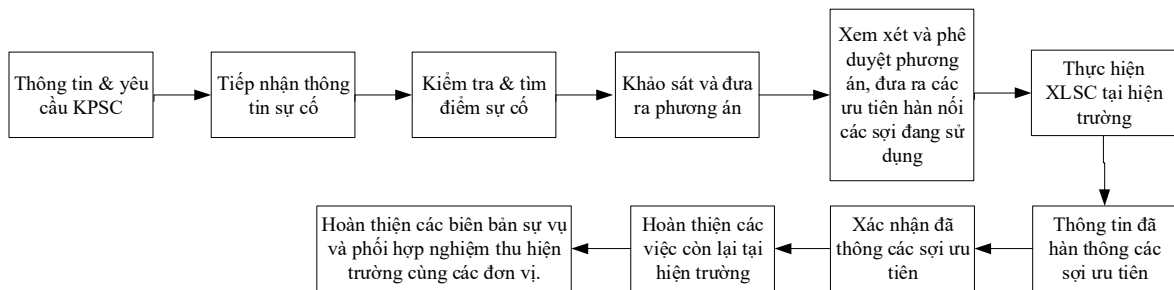 Thông tin & yêu
cầu KPSC
Tiếp nhận thông
tin sự cố
Kiểm tra & tìm
điểm sự cố
Khảo sát và đưa
ra phương án
Xem xét và phê
duyệt phương
án, đưa ra các
ưu tiên hàn nối
các sợi đang sử
dụng
Thực hiện
XLSC tại hiện
trường
Thông tin đã
hàn thông các
sợi ưu tiên
Xác nhận đã
thông các sợi ưu
tiên
Hoàn thiện các
việc còn lại tại
hiện trường
Hoàn thiện các biên bản sự vụ
và phối hợp nghiệm thu hiện
trường cùng các đơn vị.